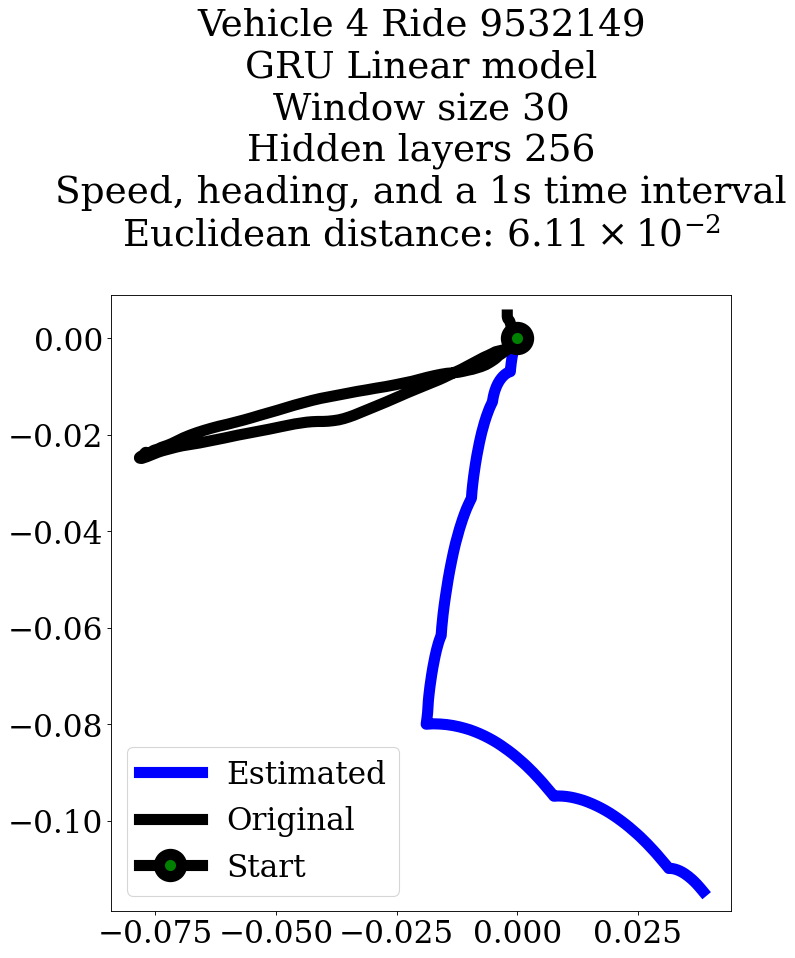 Vehicle 4 Ride 9532149
GRU Linear model
Window size 30
Hidden layers 256
Speed, heading, and a 1s time interval
Euclidean distance: 6.11 × 10⁻²
0.00
−0.02
−0.04
−0.06
−0.08
−0.10
Estimated
Original
Start
−0.075 −0.050 −0.025 0.000 0.025